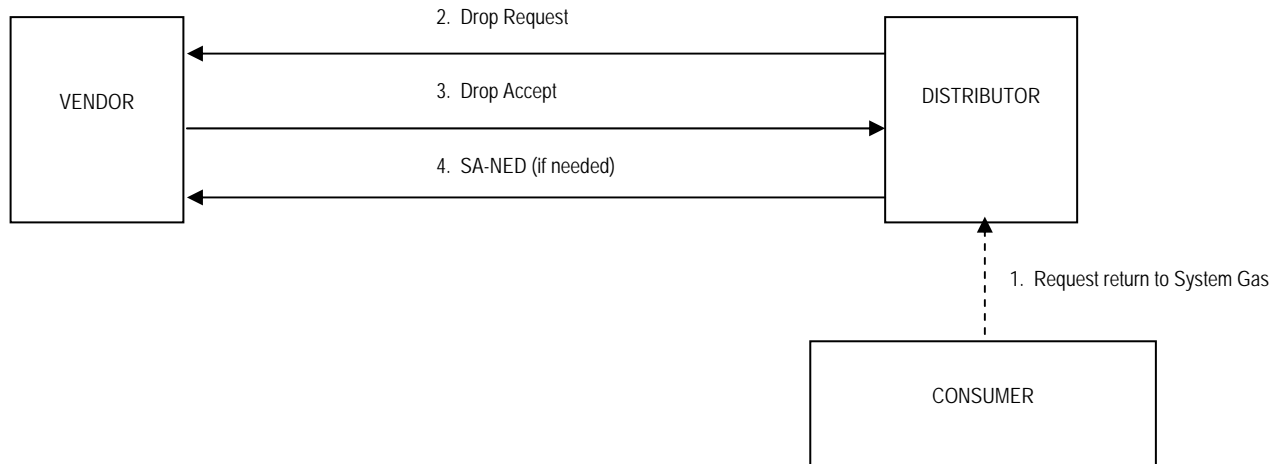 2. Drop Request
VENDOR
3. Drop Accept
DISTRIBUTOR
4. SA-NED (if needed)
1. Request return to System Gas
CONSUMER